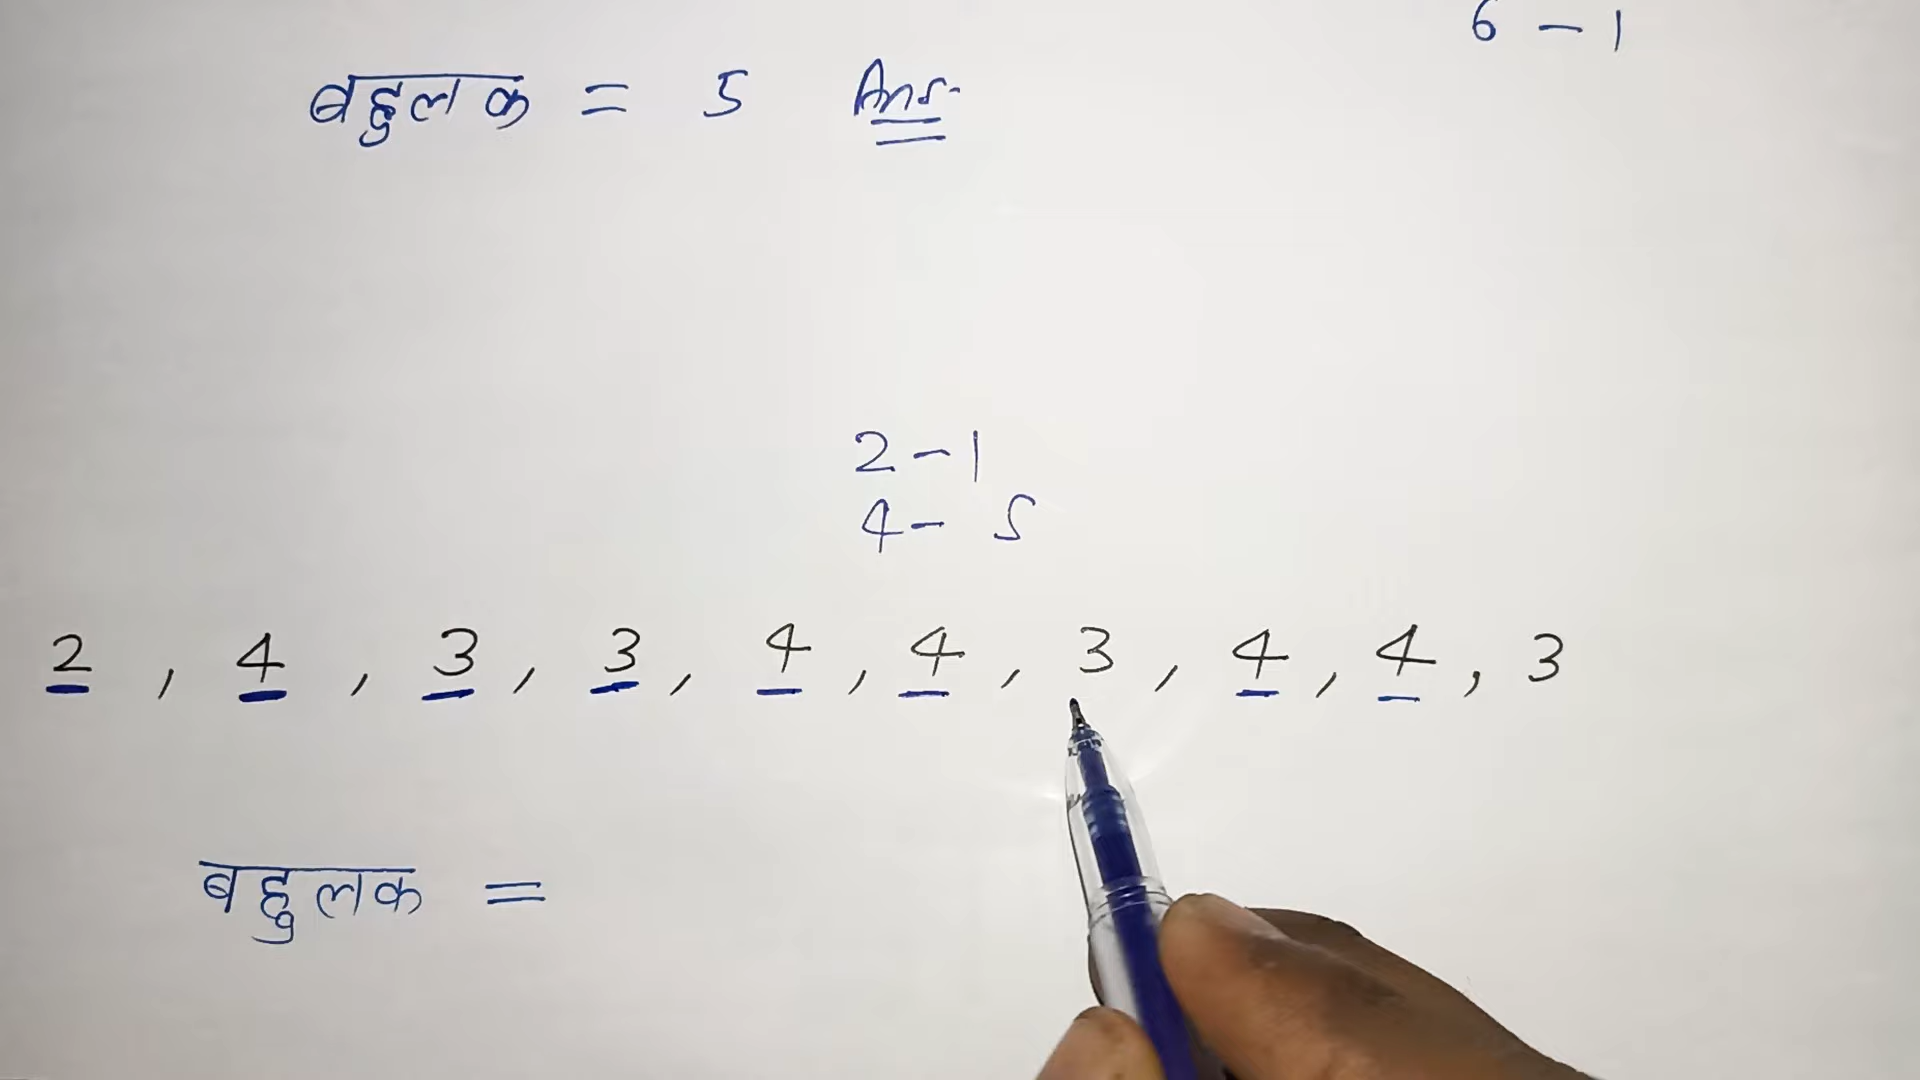 6 - 1
बहुलक = 5 Ans.
2 - 1
4 - 5
2 , 4 , 3 , 3 , 4 , 4 , 3 , 4 , 4 , 3
बहुलक =